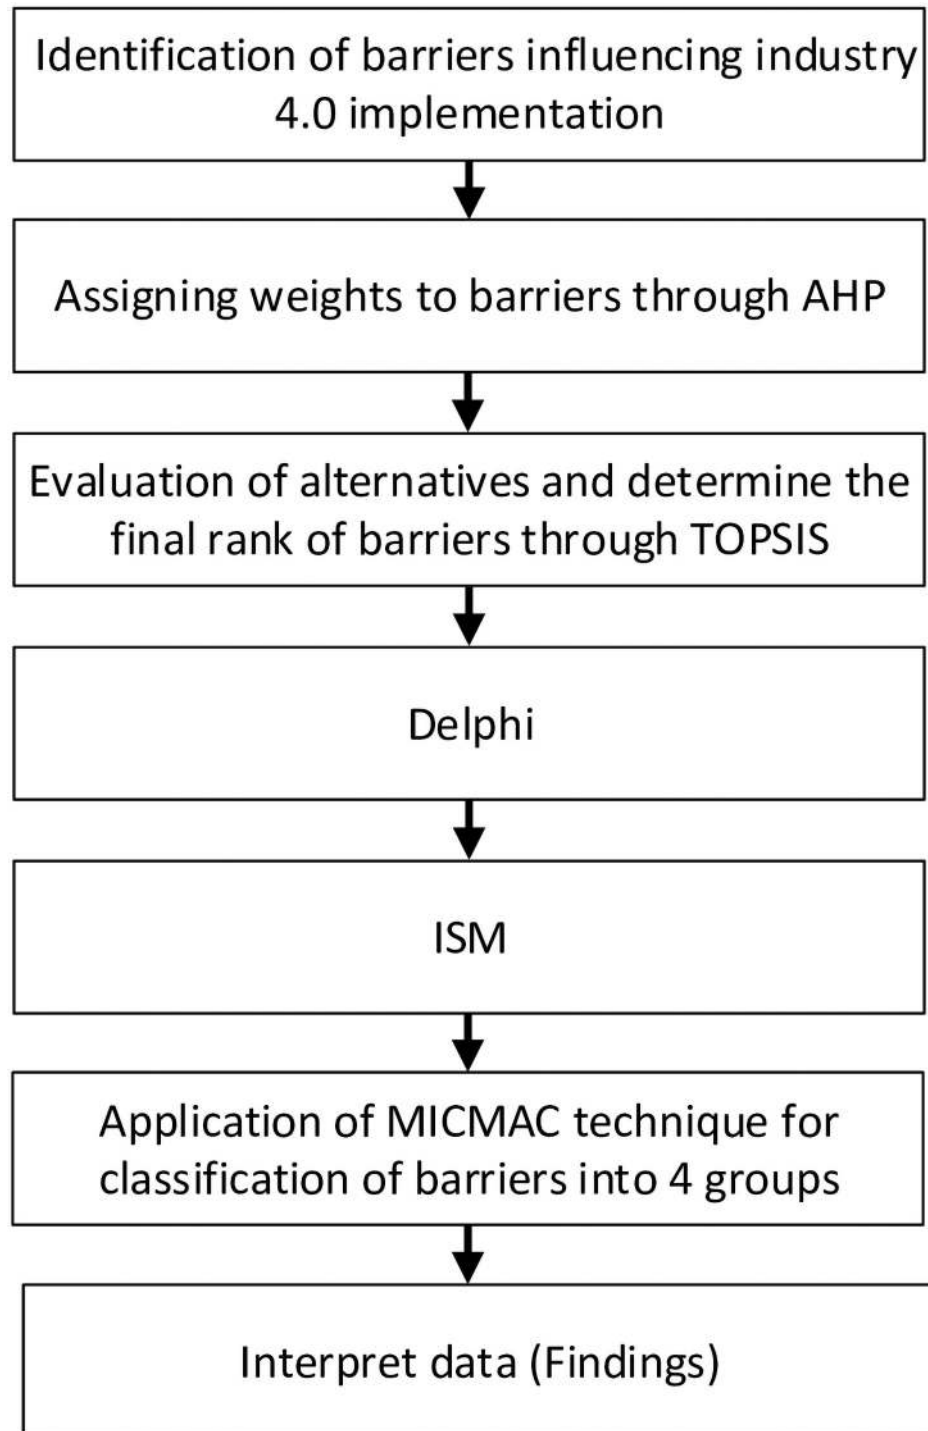 Identification of barriers influencing industry
4.0 implementation
Assigning weights to barriers through AHP
Evaluation of alternatives and determine the
final rank of barriers through TOPSIS
Delphi
ISM
Application of MICMAC technique for
classification of barriers into 4 groups
Interpret data (Findings)